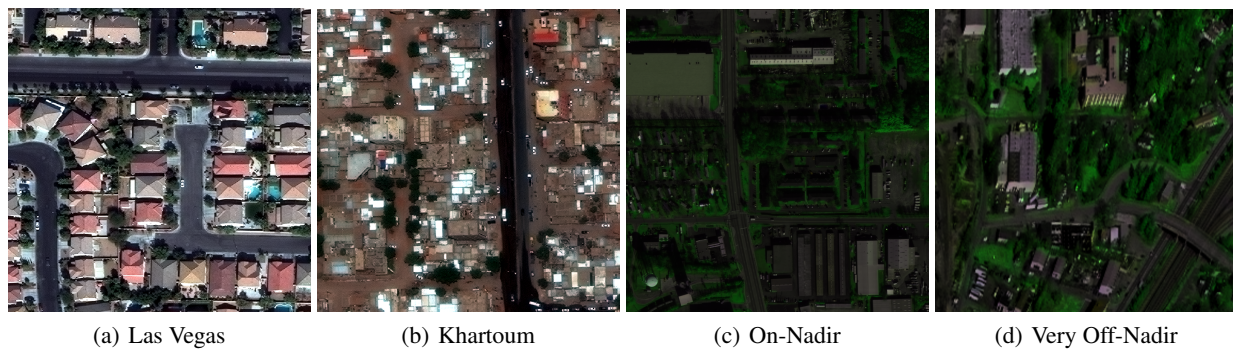 (a) Las Vegas
(b) Khartoum
(c) On-Nadir
(d) Very Off-Nadir